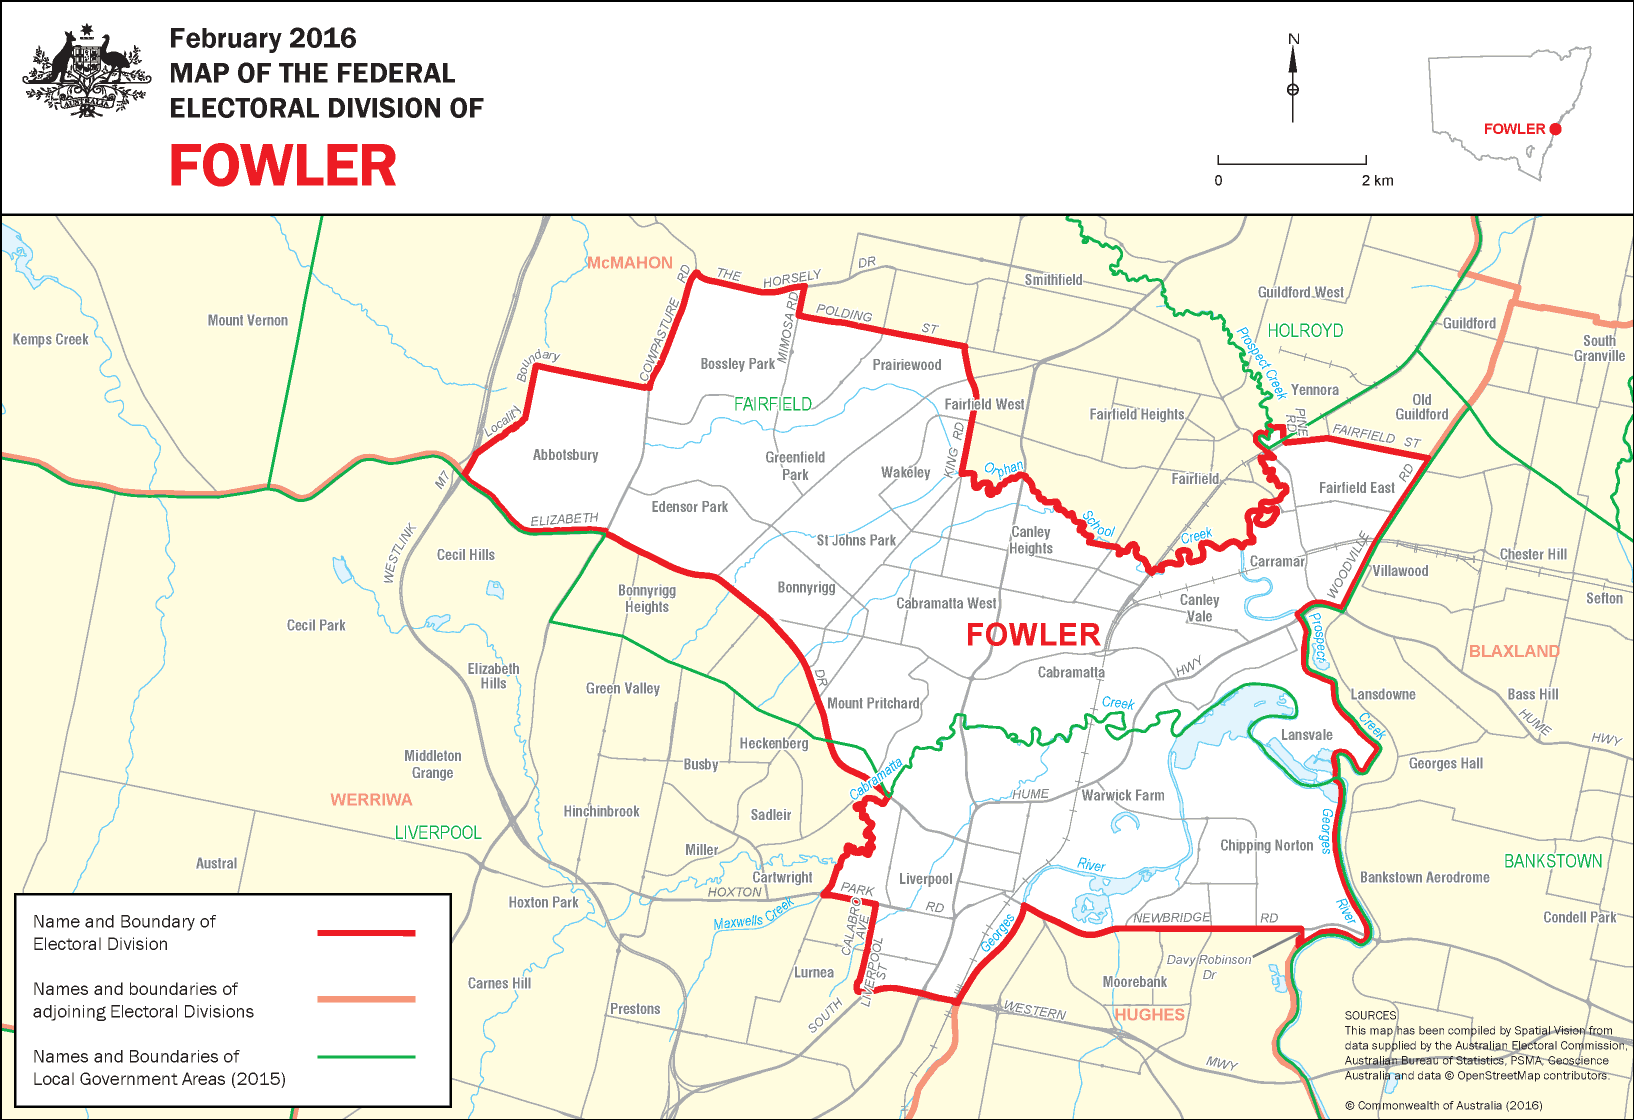 February 2016
MAP OF THE FEDERAL
ELECTORAL DIVISION OF
FOWLER
AUSTRALIA
N
0
2 km
FOWLER
McMAHON
COWPASTURE RD
THE HORSELY DR
MIMOSA RD
POLDING ST
Smithfield
Guildford West
HOLROYD
Prospect Creek
Guildford
South
Granville
Kemps Creek
Mount Vernon
Locality Boundary
Bossley Park
Prairiewood
FAIRFIELD
Yennora
Old
Guildford
Fairfield West
Fairfield Heights
PINE RD
FAIRFIELD ST
Abbotsbury
Greenfield
Park
Wakeley
KING RD
Orphan School Creek
Fairfield
Fairfield East
M7
WESTLINK
ELIZABETH DR
Edensor Park
St Johns Park
Canley
Heights
Cecil Hills
Carramar
WOODVILLE RD
Villawood
Chester Hill
Sefton
Bonnyrigg
Heights
Bonnyrigg
Cabramatta West
Canley
Vale
Cecil Park
FOWLER
Prospect Creek
BLAXLAND
Elizabeth
Hills
Green Valley
Cabramatta
HWY
Mount Pritchard
Lansdowne
Bass Hill
HUME HWY
Cabramatta Creek
Heckenberg
Lansvale
Middleton
Grange
Busby
Georges Hall
WERRIWA
LIVERPOOL
Hinchinbrook
Sadleir
HUME
Warwick Farm
Georges River
Miller
Chipping Norton
BANKSTOWN
Austral
Cartwright
HOXTON PARK RD
Liverpool
River
Bankstown Aerodrome
Hoxton Park
Maxwells Creek
CALABRO AVE
Georges
NEWBRIDGE RD
Condell Park
LIVERPOOL ST
Davy Robinson
Dr
Lurnea
Moorebank
Carnes Hill
Prestons
SOUTH WESTERN MWY
HUGHES
Name and Boundary of
Electoral Division
Names and boundaries of
adjoining Electoral Divisions
Names and Boundaries of
Local Government Areas (2015)
SOURCES
This map has been compiled by Spatial Vision from
data supplied by the Australian Electoral Commission,
Australian Bureau of Statistics, PSMA, Geoscience
Australia and data © OpenStreetMap contributors.
© Commonwealth of Australia (2016)